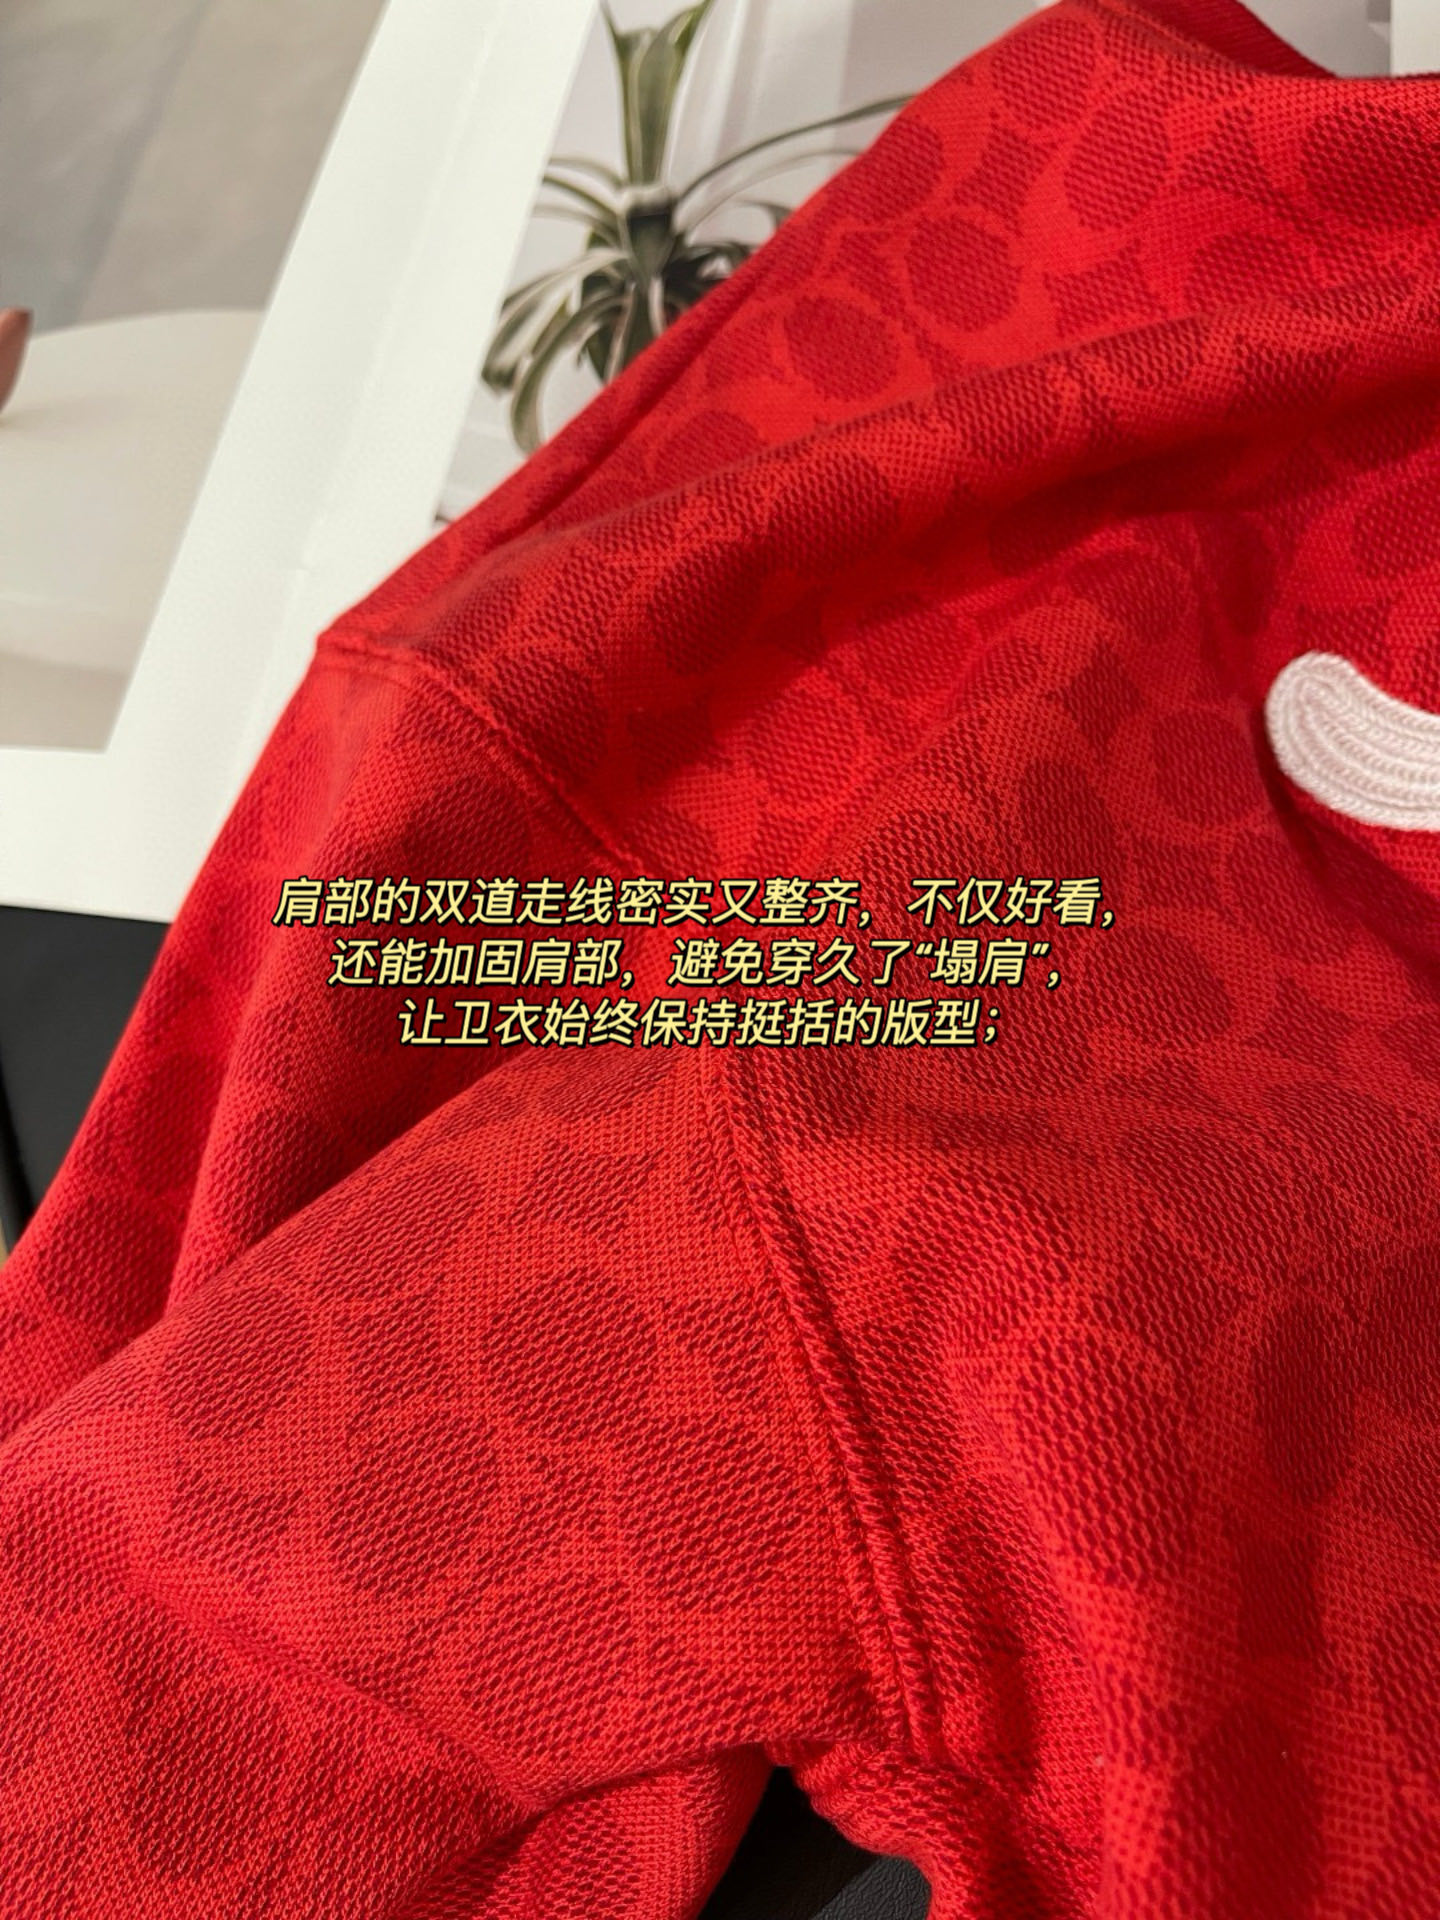 肩部的双道走线密实又整齐，不仅好看，
还能加固肩部，避免穿久了“塌肩”，
让卫衣始终保持挺括的版型；